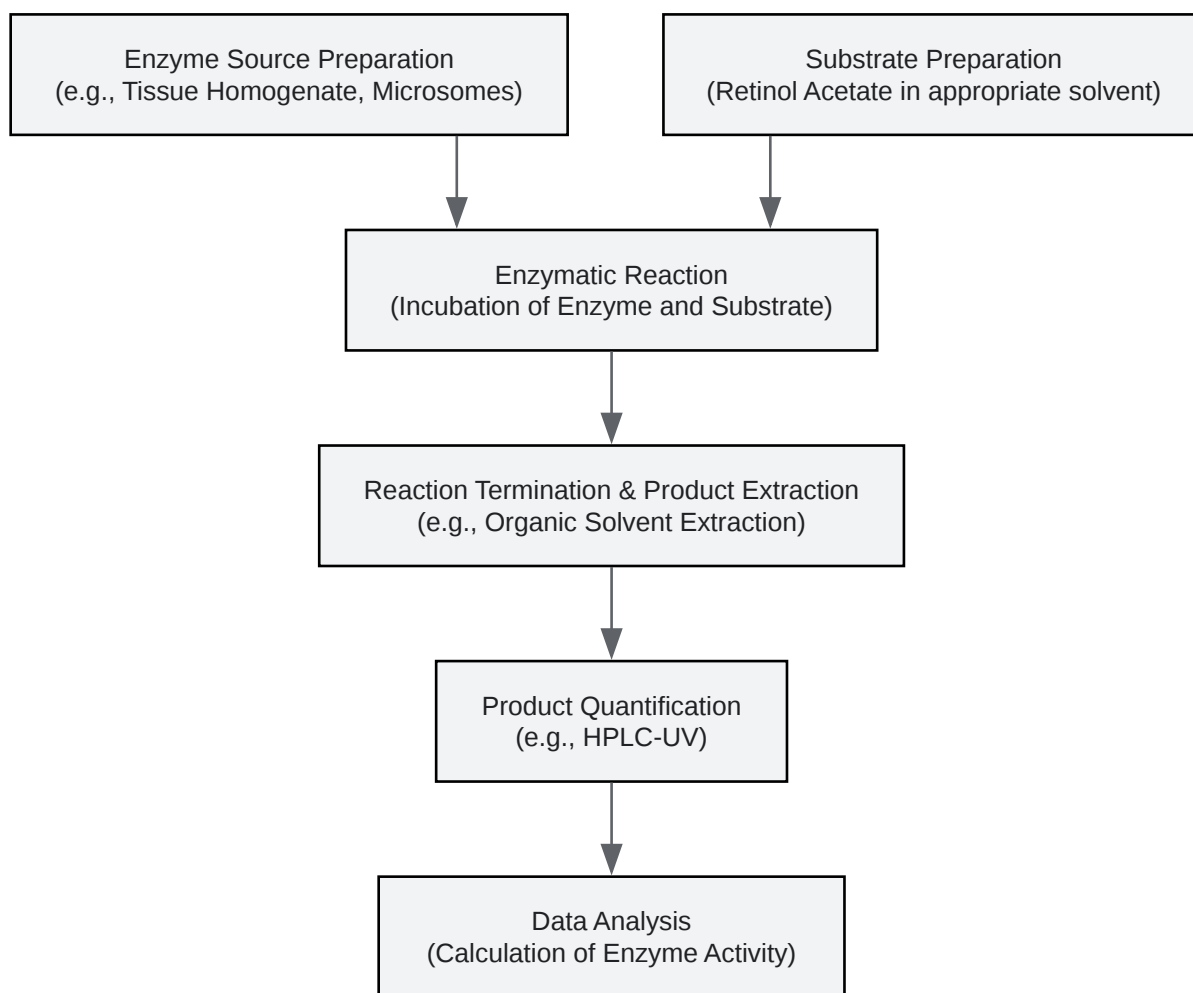 Enzyme Source Preparation
(e.g., Tissue Homogenate, Microsomes)
Substrate Preparation
(Retinol Acetate in appropriate solvent)
Enzymatic Reaction
(Incubation of Enzyme and Substrate)
Reaction Termination & Product Extraction
(e.g., Organic Solvent Extraction)
Product Quantification
(e.g., HPLC-UV)
Data Analysis
(Calculation of Enzyme Activity)